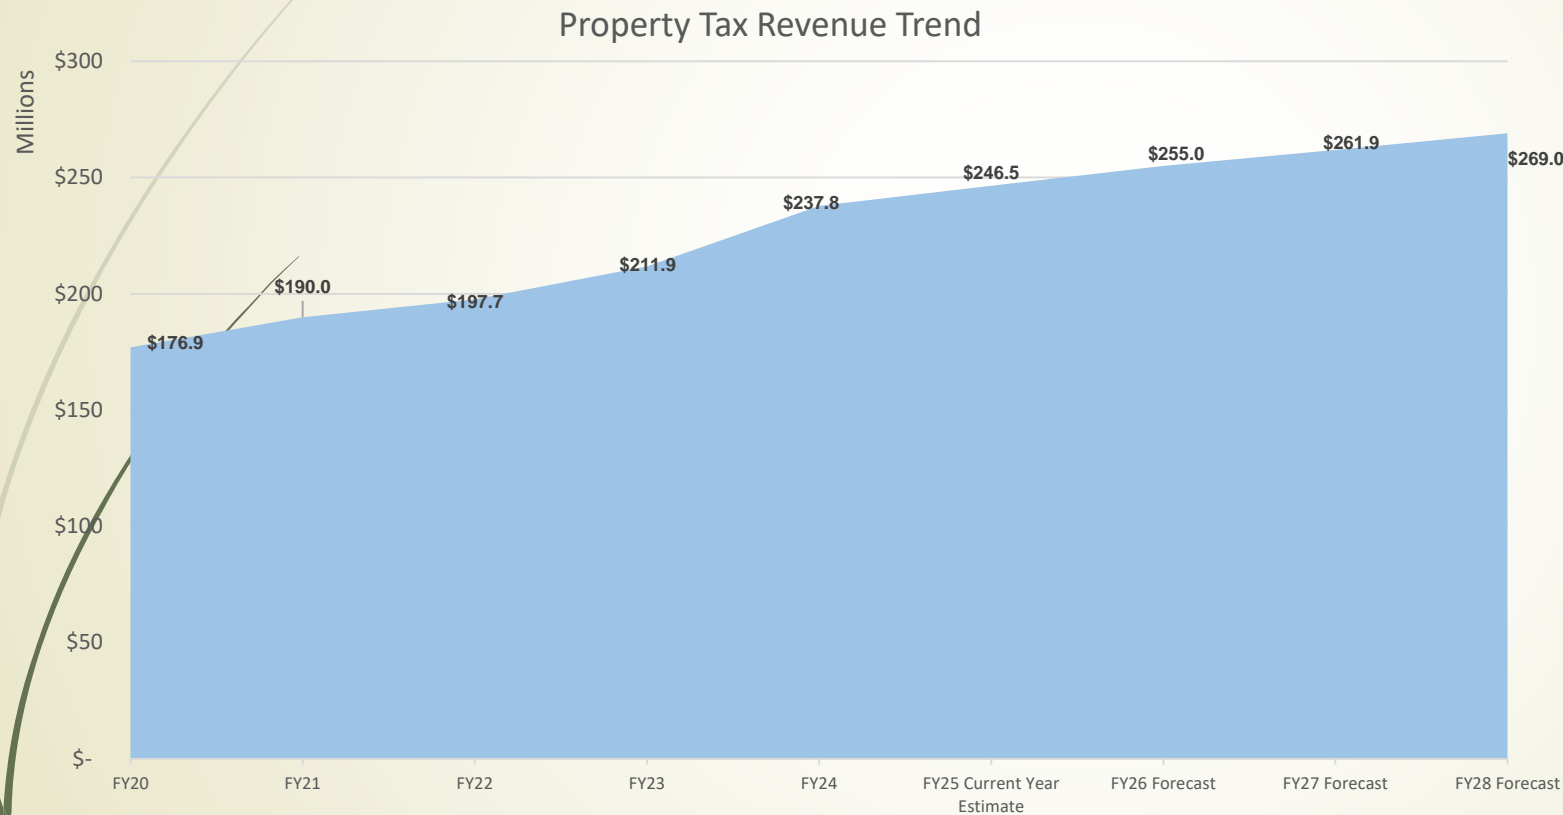 Property Tax Revenue Trend
Millions
$300
$250
$200
$150
$100
$50
$-
$176.9
$190.0
$197.7
$211.9
$237.8
$246.5
$255.0
$261.9
$269.0
FY20
FY21
FY22
FY23
FY24
FY25 Current Year
Estimate
FY26 Forecast
FY27 Forecast
FY28 Forecast